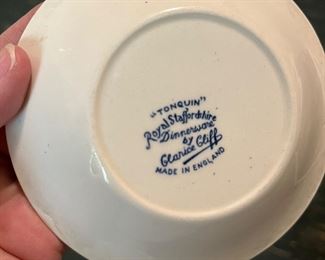 "TONQUIN"
Royal Staffordshire
Dinnerware
by
Clarice Cliff
MADE IN ENGLAND